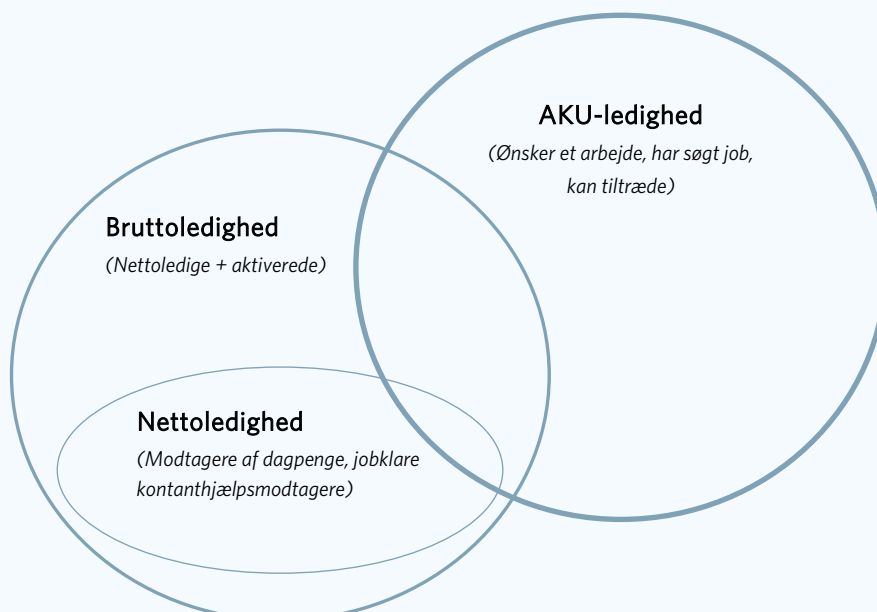 AKU-ledighed
(Ønsker et arbejde, har søgt job,
kan tiltræde)
Bruttoledighed
(Nettoledige + aktiverede)
Nettoledighed
(Modtagere af dagpenge, jobklare
kontanthjælpsmodtagere)